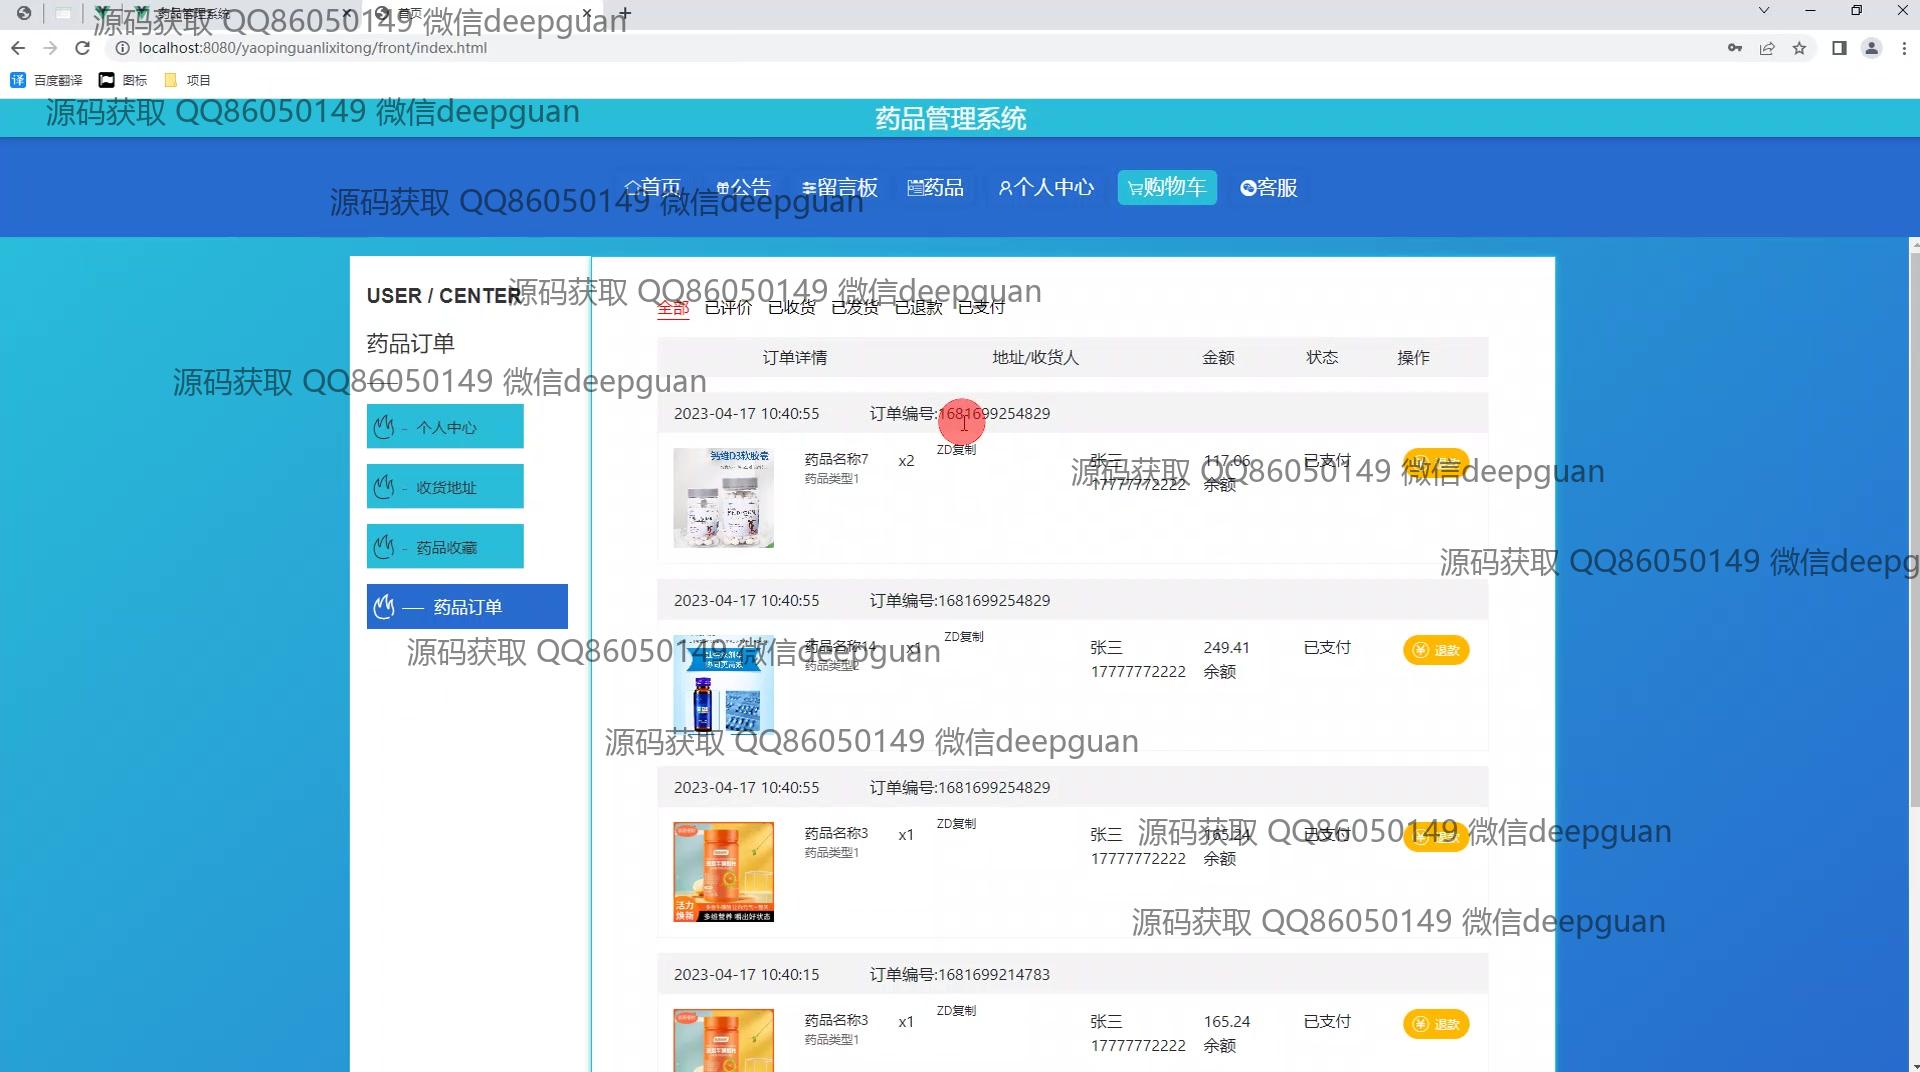 药品管理系统
首页
源码获取 QQ86050149 微信deepguan
localhost:8080/yaopinguanlixitong/front/index.html
百度翻译 图标 项目
源码获取 QQ86050149 微信deepguan
药品管理系统
首页 公告 留言板 药品 个人中心 购物车 客服
源码获取 QQ86050149 微信deepguan
USER / CENTER
源码获取 QQ86050149 微信deepguan
全部 已评价 已收货 已发货 已退款 已支付
药品订单
订单详情 地址/收货人 金额 状态 操作
源码获取 QQ86050149 微信deepguan
个人中心
收货地址
药品收藏
药品订单
2023-04-17 10:40:55 订单编号:1681699254829
钙维D3软胶囊
药品名称7 x2 ZD复制 张三 117.06 已支付
药品类型1 17777772222 余额
源码获取 QQ86050149 微信deepguan
源码获取 QQ86050149 微信deepg
2023-04-17 10:40:55 订单编号:1681699254829
药品名称14 x1 ZD复制 张三 249.41 已支付 退款
药品类型2 17777772222 余额
源码获取 QQ86050149 微信deepguan
源码获取 QQ86050149 微信deepguan
2023-04-17 10:40:55 订单编号:1681699254829
药品名称3 x1 ZD复制 张三 165.24 已支付
药品类型1 17777772222 余额
源码获取 QQ86050149 微信deepguan
活力
焕新
源码获取 QQ86050149 微信deepguan
2023-04-17 10:40:15 订单编号:1681699214783
药品名称3 x1 ZD复制 张三 165.24 已支付 退款
药品类型1 17777772222 余额